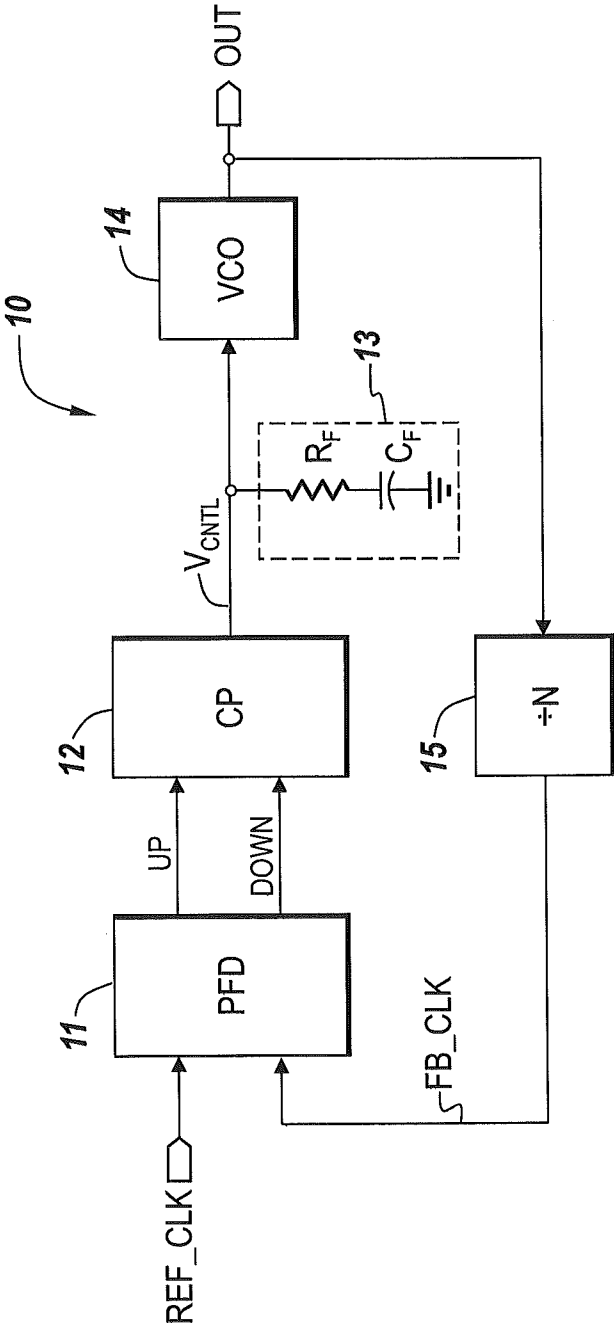 10
REF_CLK
11
PFD
UP
DOWN
12
CP
V_CNTL
13
R_F
C_F
14
VCO
OUT
15
÷N
FB_CLK